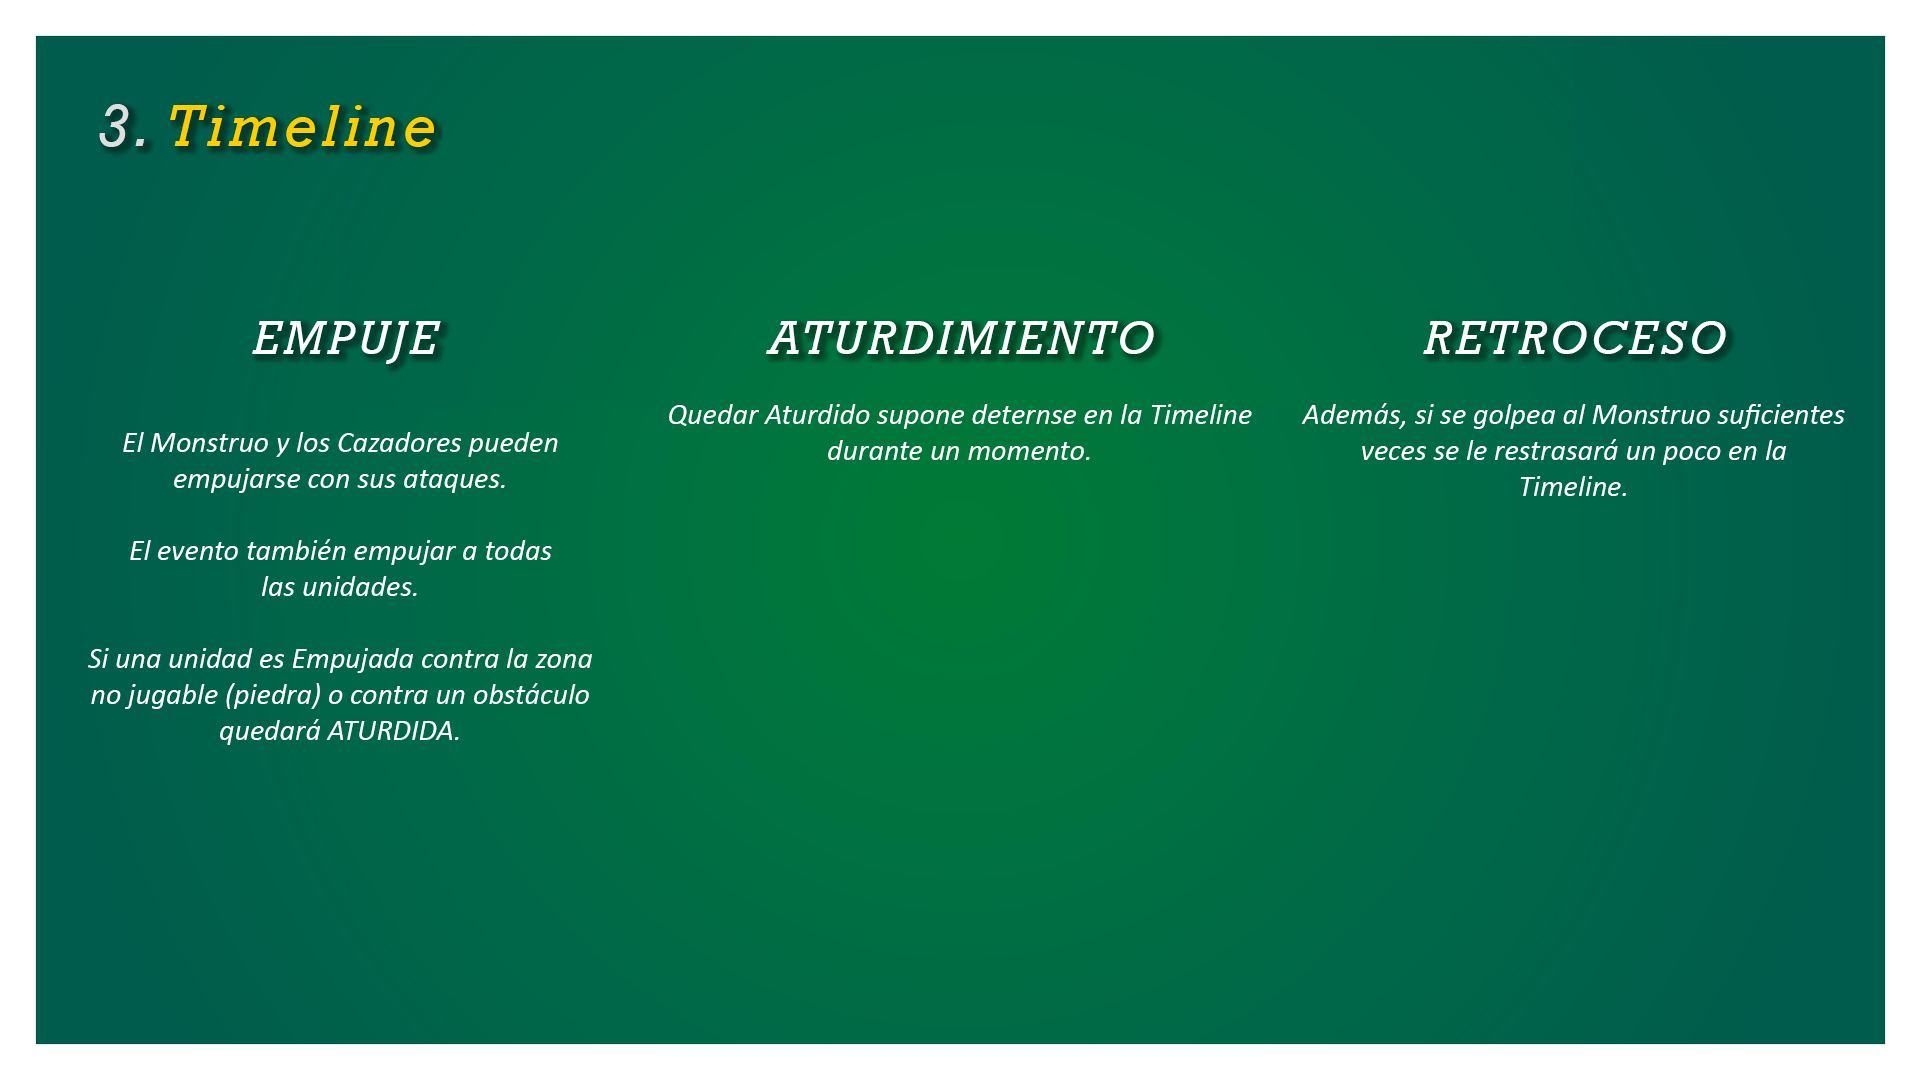 3. Timeline
EMPUJE
El Monstruo y los Cazadores pueden
empujarse con sus ataques.
El evento también empujar a todas
las unidades.
Si una unidad es Empujada contra la zona
no jugable (piedra) o contra un obstáculo
quedará ATURDIDA.
ATURDIMIENTO
Quedar Aturdido supone deternse en la Timeline
durante un momento.
RETROCESO
Además, si se golpea al Monstruo suficientes
veces se le restrasará un poco en la
Timeline.